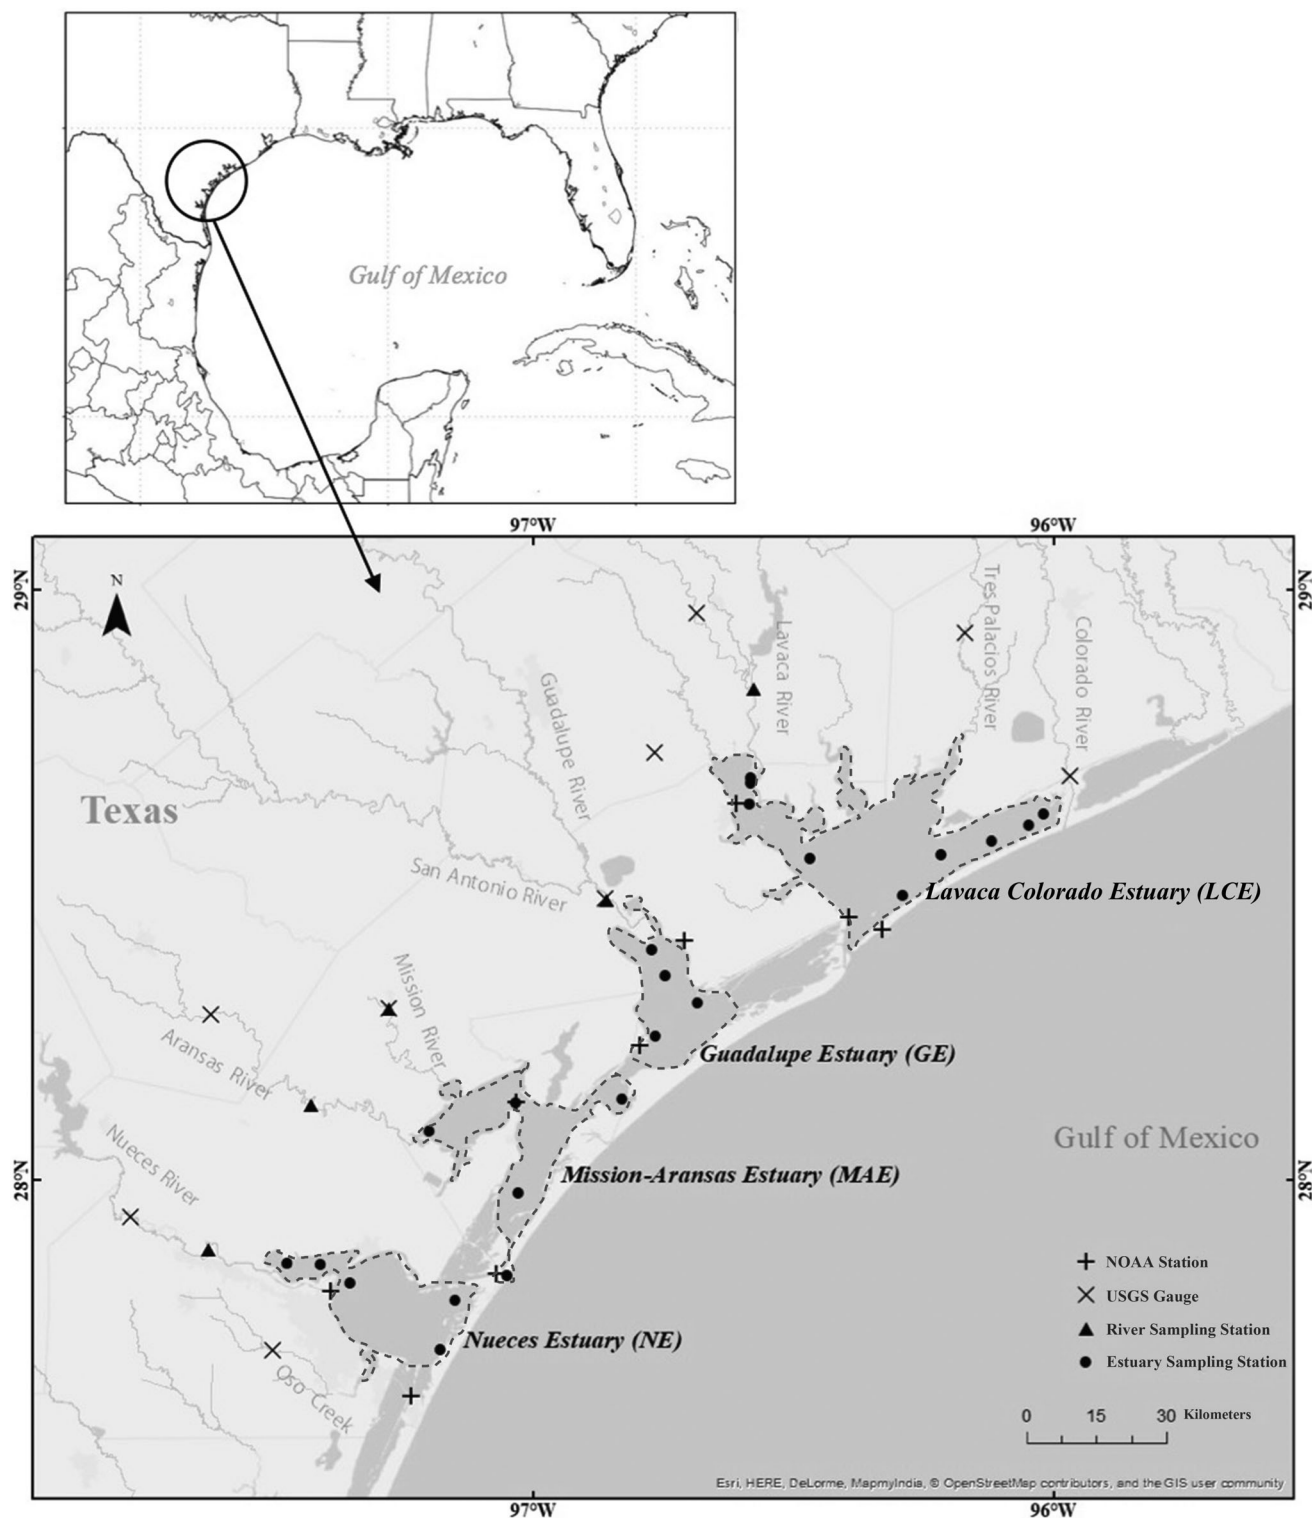 Gulf of Mexico
97°W
96°W
29°N
29°N
N
Tres Palacios River
Lavaca River
Colorado River
Guadalupe River
Texas
San Antonio River
Lavaca Colorado Estuary (LCE)
Mission River
Aransas River
Guadalupe Estuary (GE)
Nueces River
Gulf of Mexico
Mission-Aransas Estuary (MAE)
28°N
28°N
NOAA Station
USGS Gauge
River Sampling Station
Nueces Estuary (NE)
Estuary Sampling Station
Oso Creek
0 15 30 Kilometers
Esri, HERE, DeLorme, MapmyIndia, © OpenStreetMap contributors, and the GIS user community
97°W
96°W